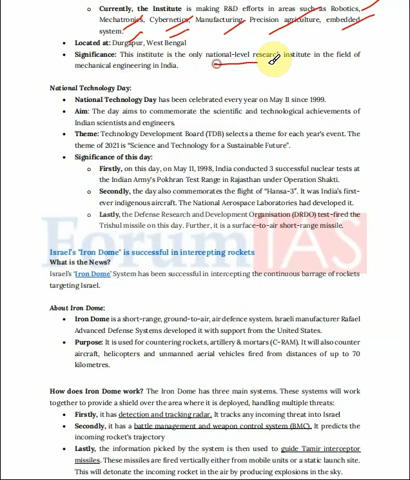 Currently, the Institute is making R&D efforts in areas such as Robotics,
Mechatronics, Cybernetics, Manufacturing, Precision agriculture, embedded
system.
Located at: Durgapur, West Bengal
Significance: This institute is the only national-level research institute in the field of
mechanical engineering in India.
National Technology Day:
National Technology Day has been celebrated every year on May 11 since 1999.
Aim: The day aims to commemorate the scientific and technological achievements of
Indian scientists and engineers.
Theme: Technology Development Board (TDB) selects a theme for each year's event. The
theme of 2021 is "Science and Technology for a Sustainable Future".
Significance of this day:
Firstly, on this day, on May 11, 1998, India conducted 3 successful nuclear tests at
the Indian Army's Pokhran Test Range in Rajasthan under Operation Shakti.
Secondly, the day also commemorates the flight of "Hansa-3". It was India's first-
ever indigenous aircraft. The National Aerospace Laboratories had developed it.
Lastly, the Defense Research and Development Organisation (DRDO) test-fired the
Trishul missile on this day. Further, it is a surface-to-air short-range missile.
ForumIAS
Israel's "Iron Dome" is successful in intercepting rockets
What is the News?
Israel's 'Iron Dome' System has been successful in intercepting the continuous barrage of rockets
targeting Israel.
About Iron Dome:
Iron Dome is a short-range, ground-to-air, air defense system. Israeli manufacturer Rafael
Advanced Defense Systems developed it with support from the United States.
Purpose: It is used for countering rockets, artillery & mortars (C-RAM). It will also counter
aircraft, helicopters and unmanned aerial vehicles fired from distances of up to 70
kilometres.
How does Iron Dome work? The Iron Dome has three main systems. These systems will work
together to provide a shield over the area where it is deployed, handling multiple threats:
Firstly, it has detection and tracking radar. It tracks any incoming threat into Israel
Secondly, it has a battle management and weapon control system (BMC). It predicts the
incoming rocket's trajectory
Lastly, the information picked by the system is then used to guide Tamir interceptor
missiles. These missiles are fired vertically either from mobile units or a static launch site.
This will detonate the incoming rocket in the air by producing explosions in the sky.